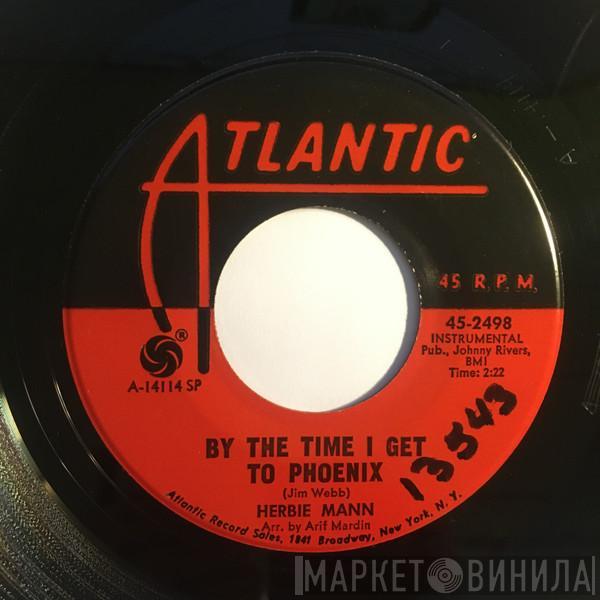 ATLANTIC
45 R.P.M.
45-2498
INSTRUMENTAL
Pub., Johnny Rivers,
BMI
Time: 2:22
®
A-14114 SP
BY THE TIME I GET
TO PHOENIX
(Jim Webb)
HERBIE MANN
Arr. by Arif Mardin
13543
Atlantic Record Sales, 1841 Broadway, New York, N. Y.
МАРКЕТ ВИНИЛА